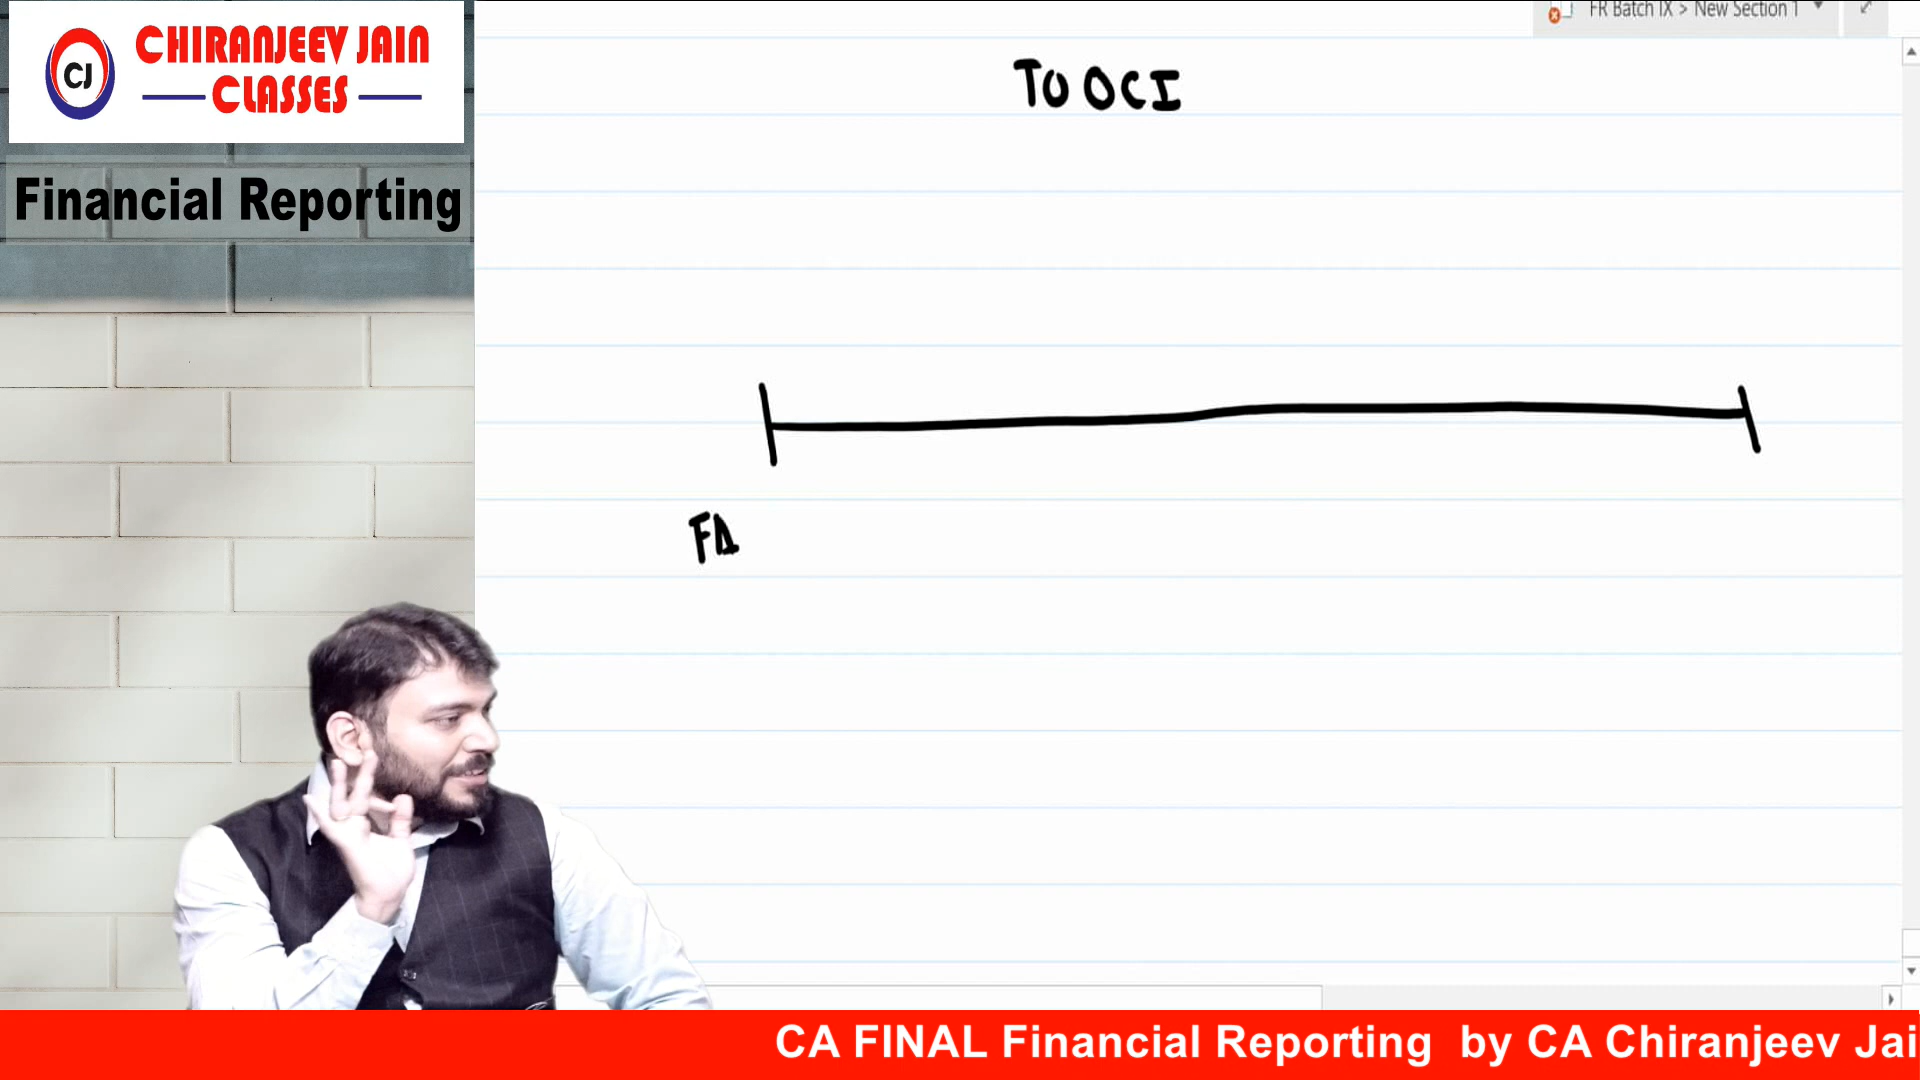 CJ
CHIRANJEEV JAIN
CLASSES
Financial Reporting
FR Batch IX > New Section 1
TO OCI
FA
CA FINAL Financial Reporting by CA Chiranjeev Jai